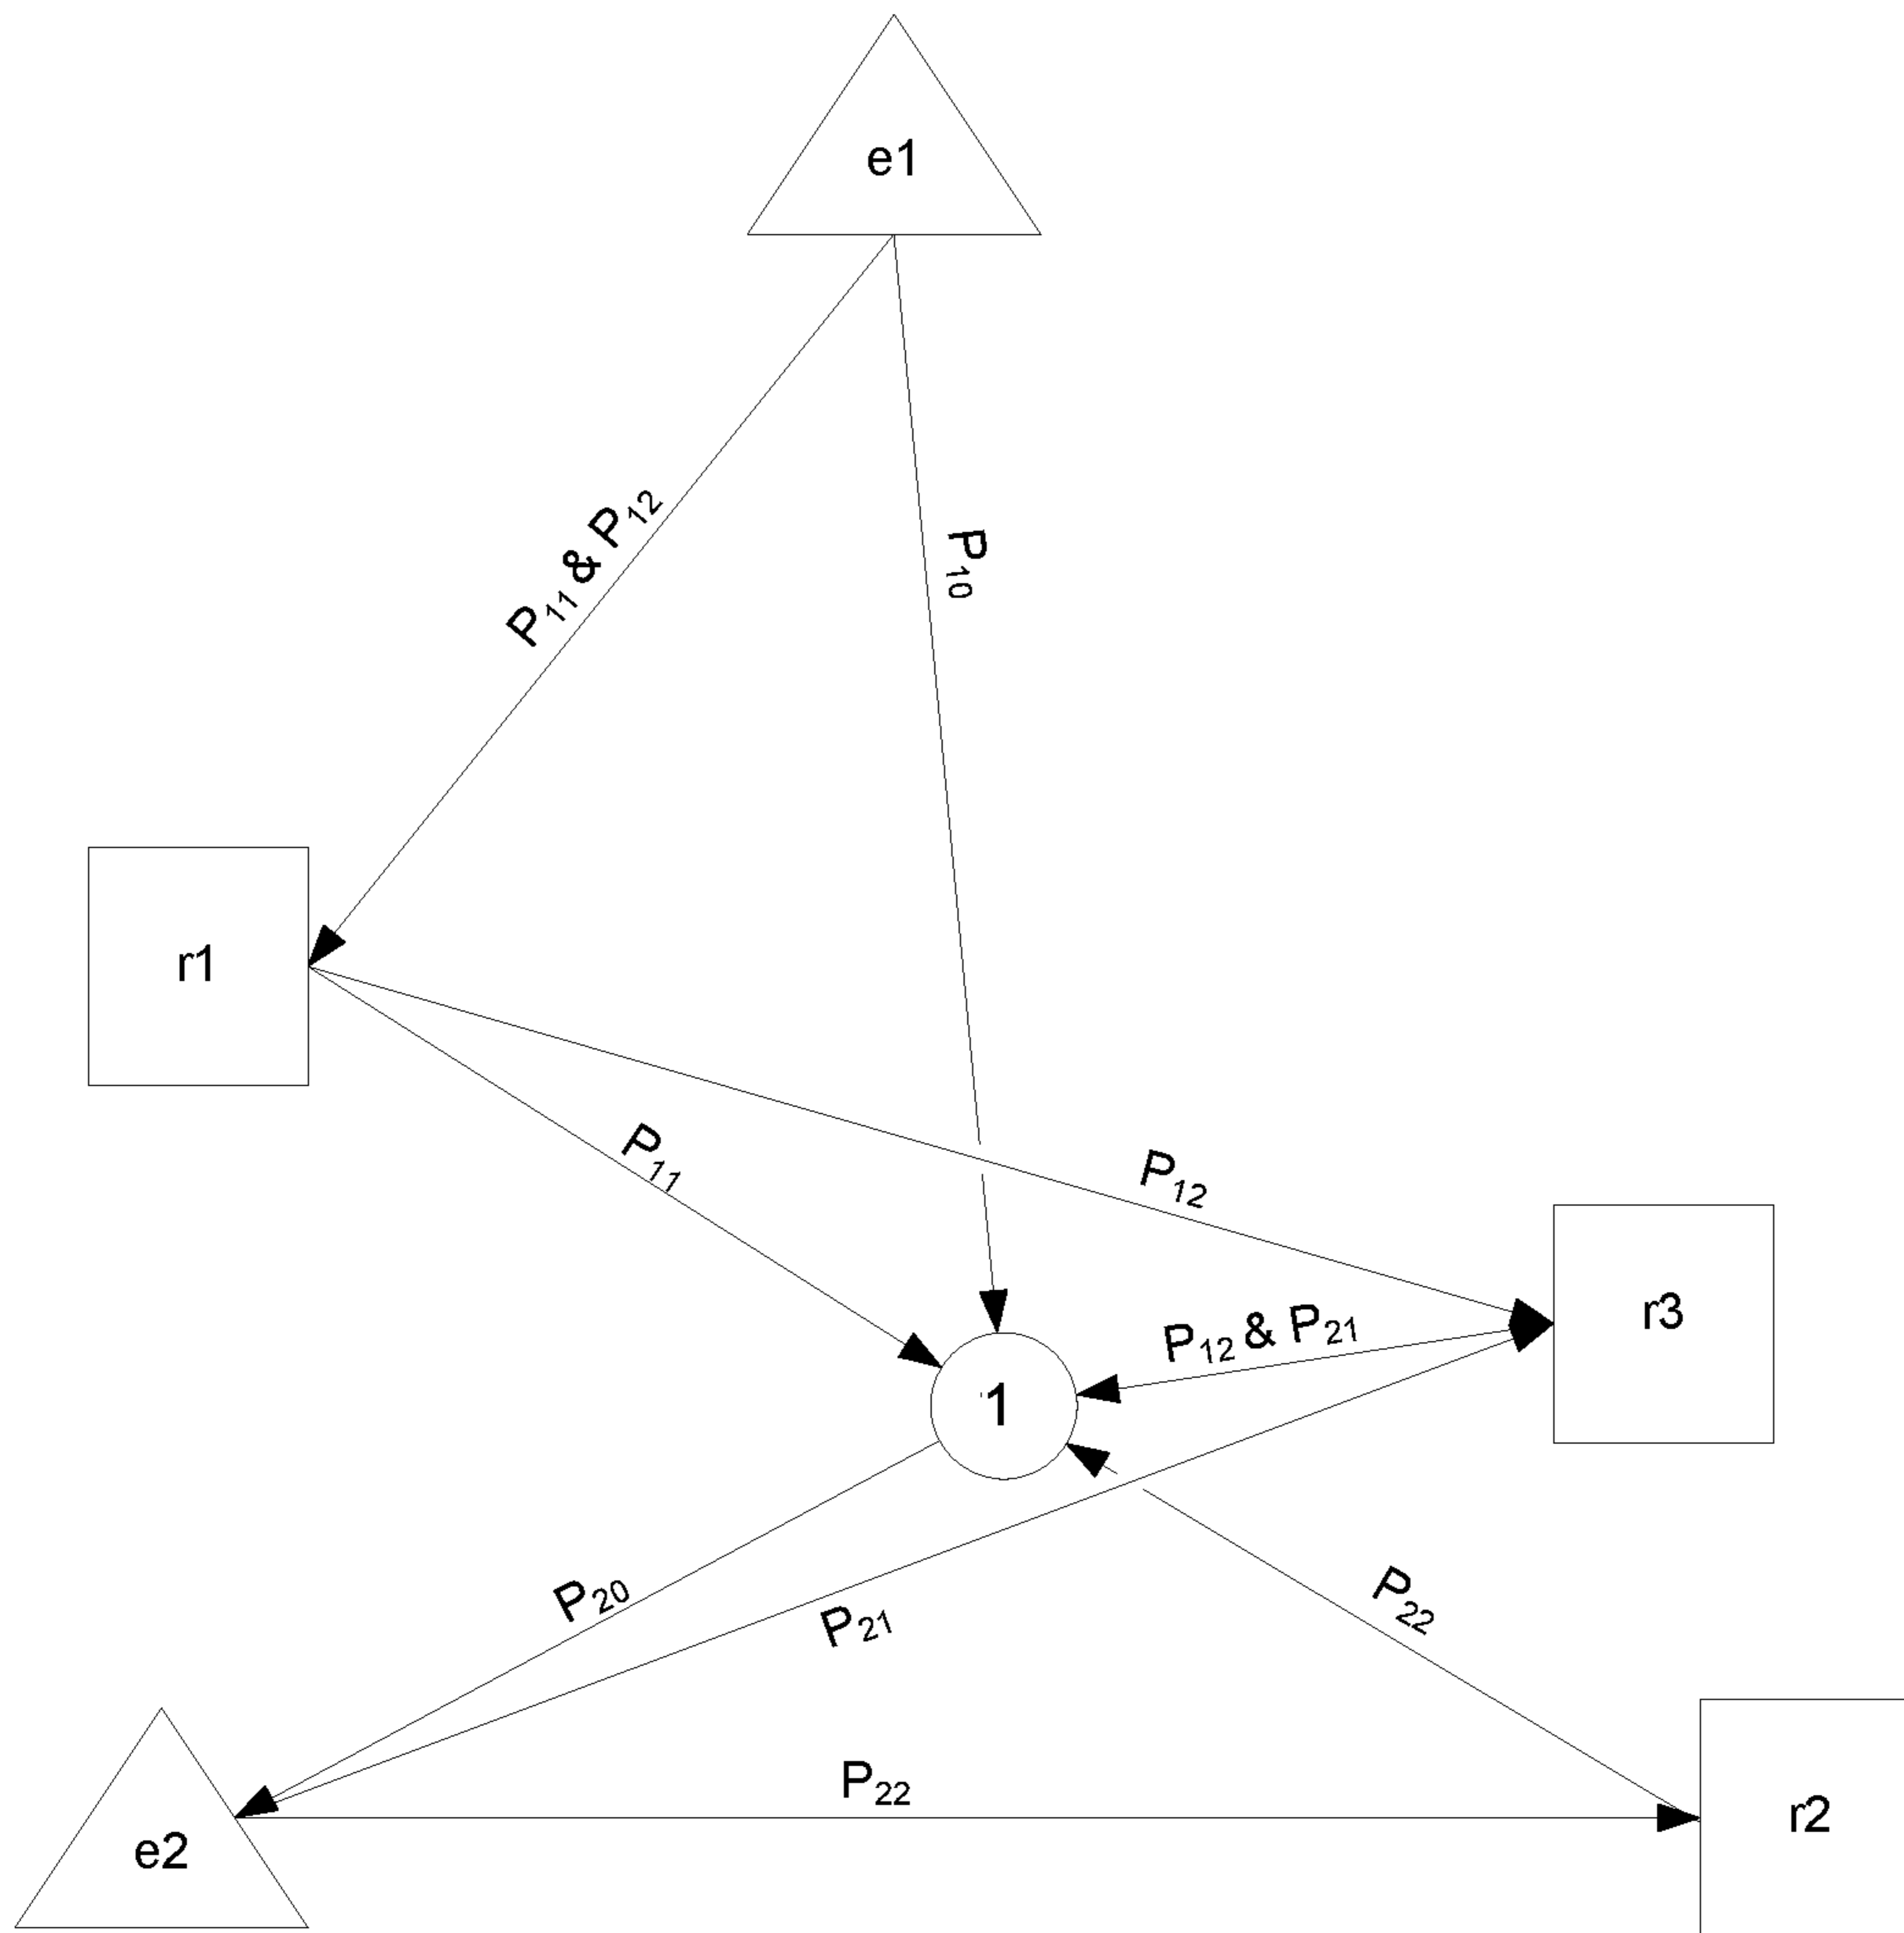 e1
P₁₁ & P₁₂
P₁₀
r1
P₁₁
P₁₂
r3
P₁₂ & P₂₁
1
P₂₀
P₂₁
P₂₂
P₂₂
r2
e2